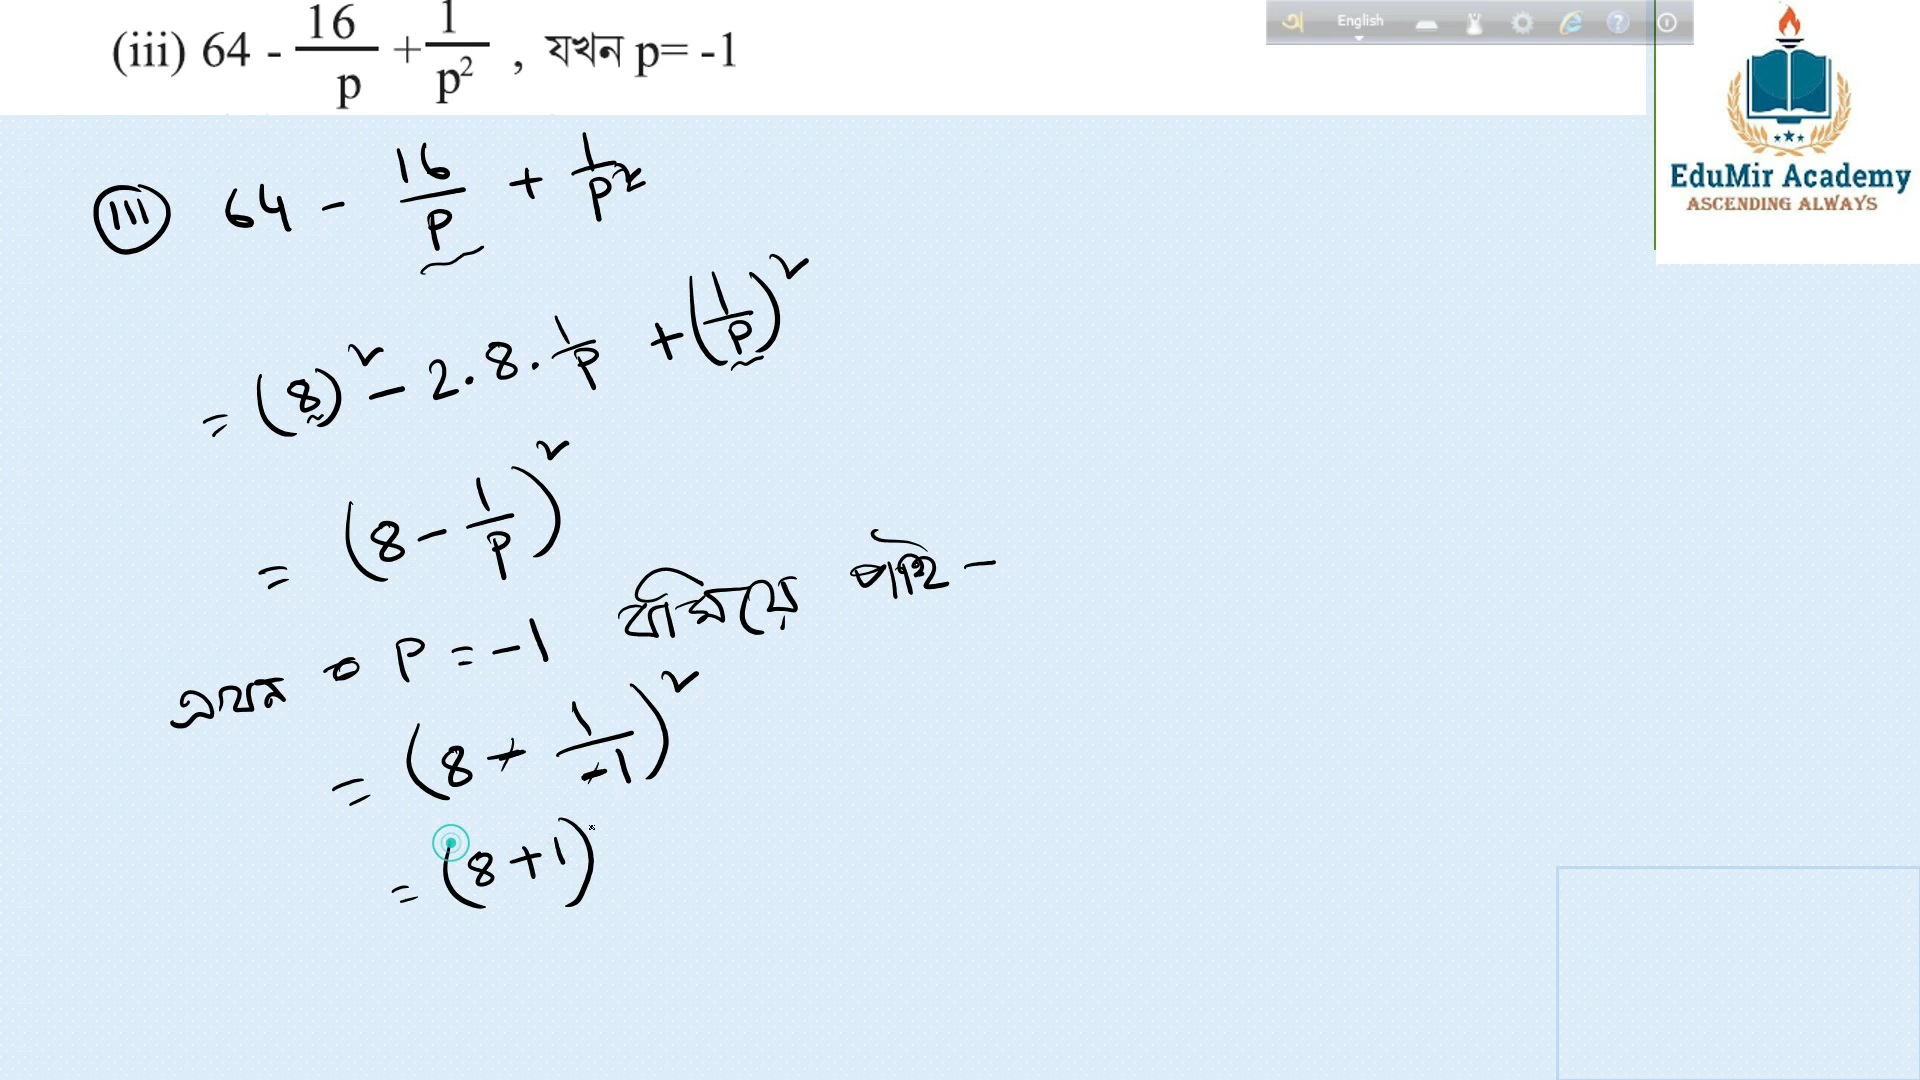 (iii) 64 - 16/p + 1/p², যখন p= -1
English
EduMir Academy
ASCENDING ALWAYS
(iii) 64 - 16/p + 1/p²
= (8)² - 2.8.1/p + (1/p)²
= (8 - 1/p)²
এখন p = -1 বসিয়ে পাই -
= (8 - 1/-1)²
= (8+1)